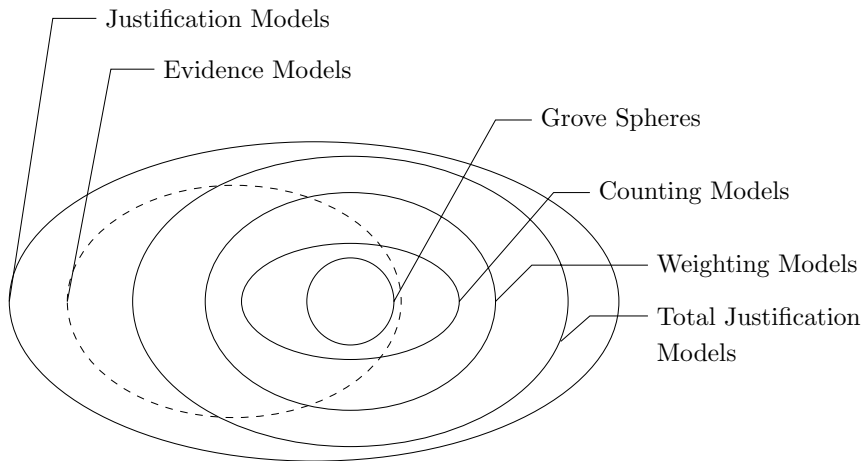 Justification Models
Evidence Models
Grove Spheres
Counting Models
Weighting Models
Total Justification
Models